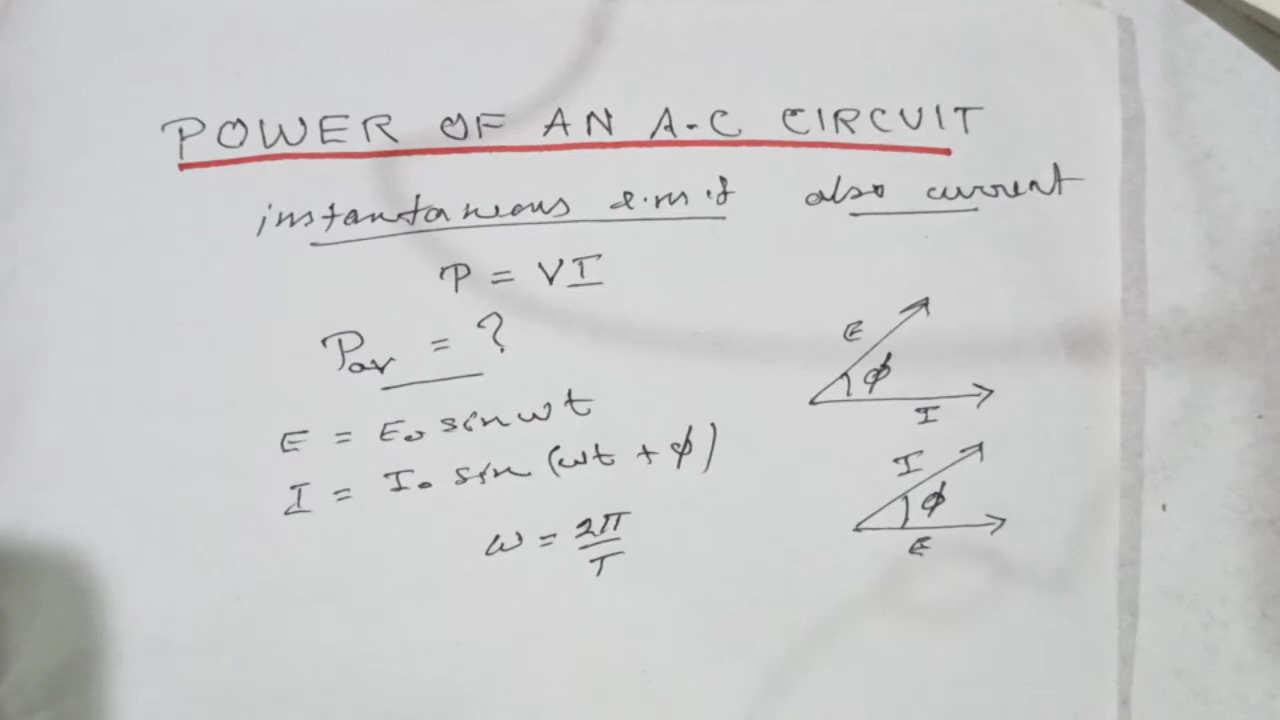 POWER OF AN A-C CIRCUIT
instantaneous e.m.f also current
P = VI
Pav = ?
E = E₀ sin ωt
I = I₀ sin (ωt + ϕ)
ω = 2π/T
E
ϕ
I
I
ϕ
E